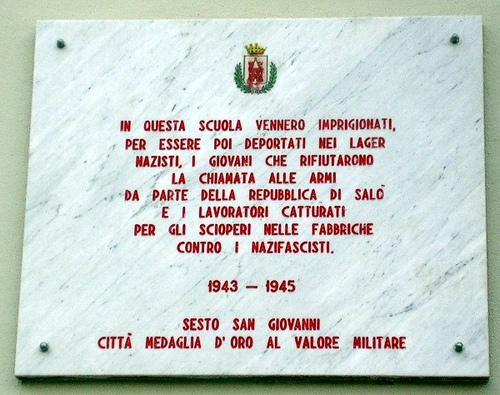 IN QUESTA SCUOLA VENNERO IMPRIGIONATI,
PER ESSERE POI DEPORTATI NEI LAGER
NAZISTI, I GIOVANI CHE RIFIUTARONO
LA CHIAMATA ALLE ARMI
DA PARTE DELLA REPUBBLICA DI SALÒ
E I LAVORATORI CATTURATI
PER GLI SCIOPERI NELLE FABBRICHE
CONTRO I NAZIFASCISTI.
1943 — 1945
SESTO SAN GIOVANNI
CITTÀ MEDAGLIA D'ORO AL VALORE MILITARE